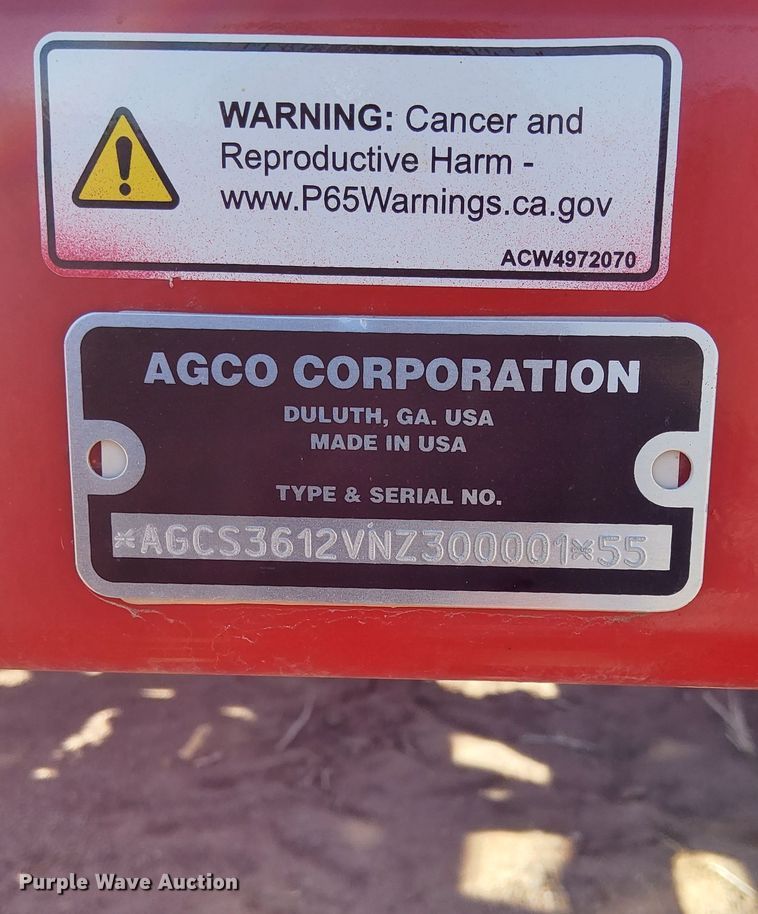 WARNING: Cancer and
Reproductive Harm -
www.P65Warnings.ca.gov
ACW4972070
AGCO CORPORATION
DULUTH, GA. USA
MADE IN USA
TYPE & SERIAL NO.
*AGCS3612VNZ300001*55
Purple Wave Auction